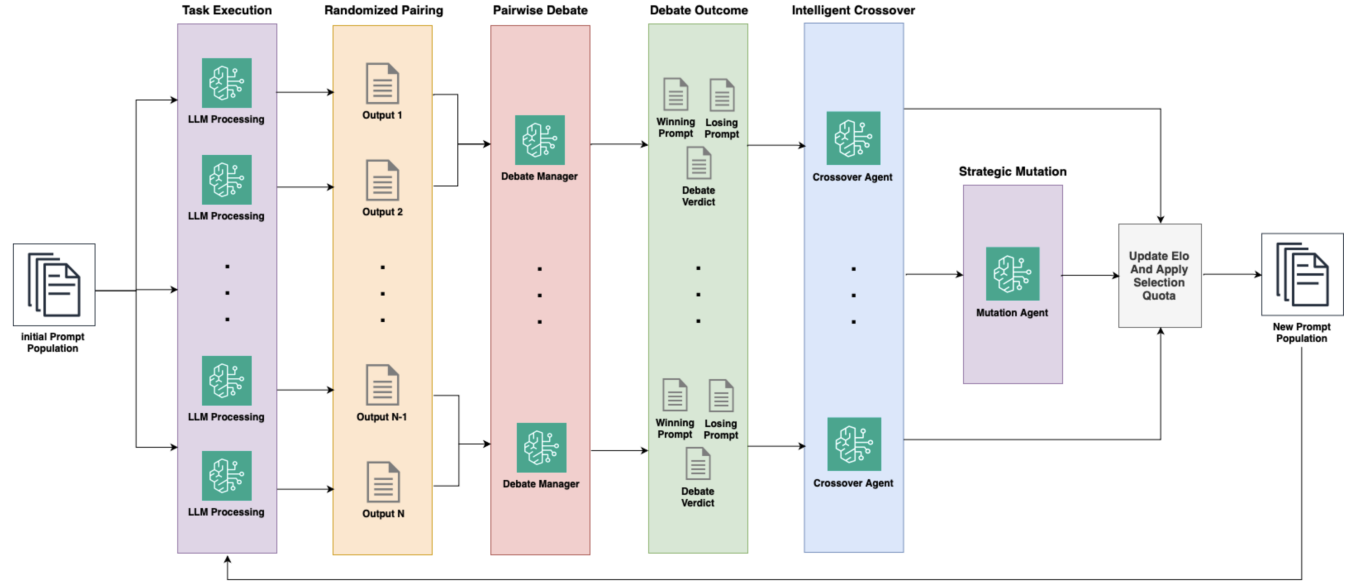 Task Execution
Randomized Pairing
Pairwise Debate
Debate Outcome
Intelligent Crossover
LLM Processing
LLM Processing
LLM Processing
LLM Processing
Output 1
Output 2
Output N-1
Output N
Debate Manager
Debate Manager
Winning
Prompt
Losing
Prompt
Debate
Verdict
Winning
Prompt
Losing
Prompt
Debate
Verdict
Crossover Agent
Crossover Agent
Strategic Mutation
Mutation Agent
Update Elo
And Apply
Selection
Quota
initial Prompt
Population
New Prompt
Population